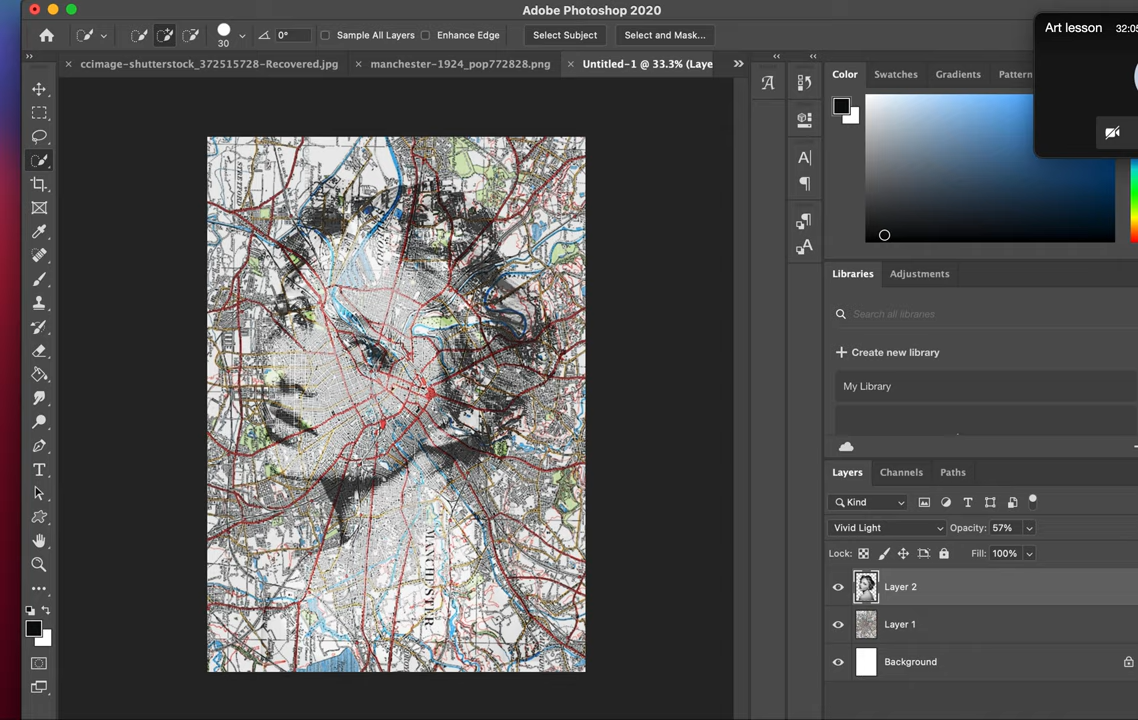 Adobe Photoshop 2020
Art lesson 32:05
30 0° Sample All Layers Enhance Edge Select Subject Select and Mask...
ccimage-shutterstock_372515728-Recovered.jpg manchester-1924_pop772828.png Untitled-1 @ 33.3% (Laye
Color Swatches Gradients Pattern
Libraries Adjustments
Search all libraries
Create new library
My Library
MANCHESTER
Layers Channels Paths
Kind
Vivid Light Opacity: 57%
Lock: Fill: 100%
Layer 2
Layer 1
Background